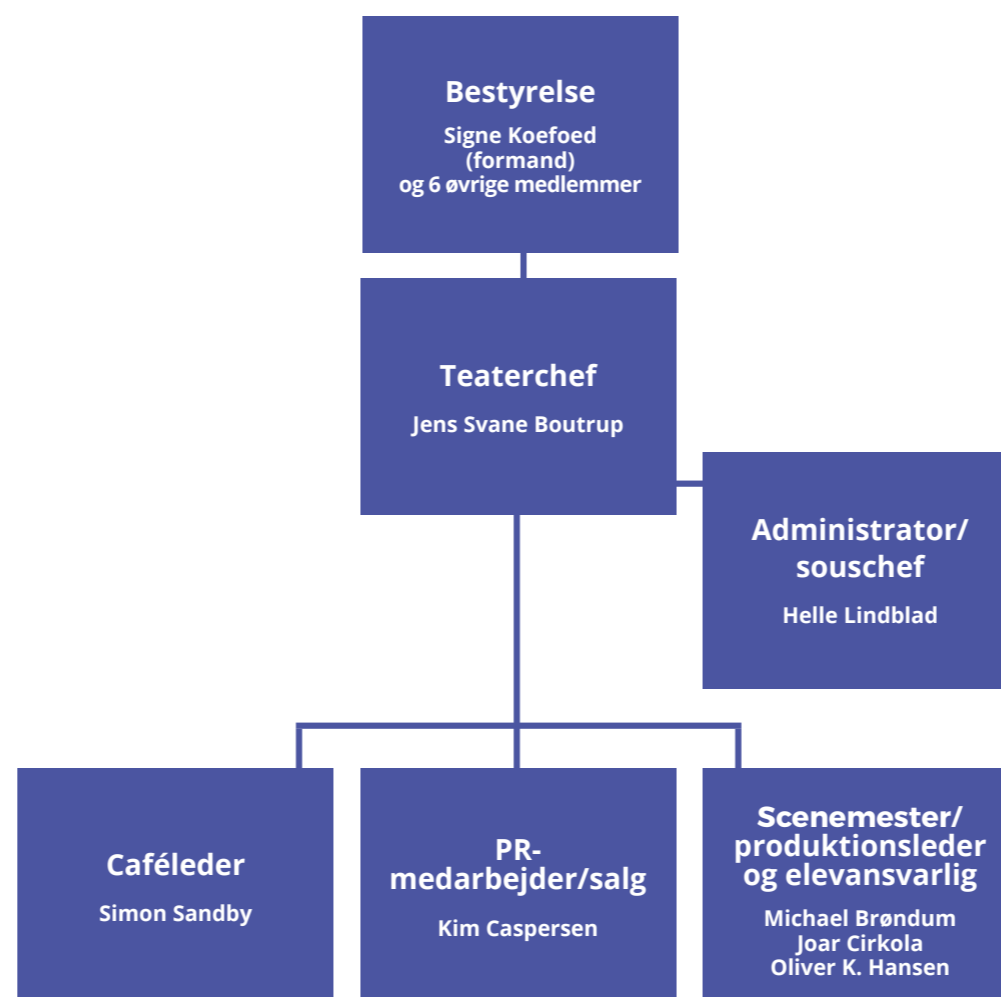 Bestyrelse
Signe Koefoed
(formand)
og 6 øvrige medlemmer
Teaterchef
Jens Svane Boutrup
Administrator/
souschef
Helle Lindblad
Caféleder
Simon Sandby
PR-
medarbejder/salg
Kim Caspersen
Scenemester/
produktionsleder
og elevansvarlig
Michael Brøndum
Joar Cirkola
Oliver K. Hansen